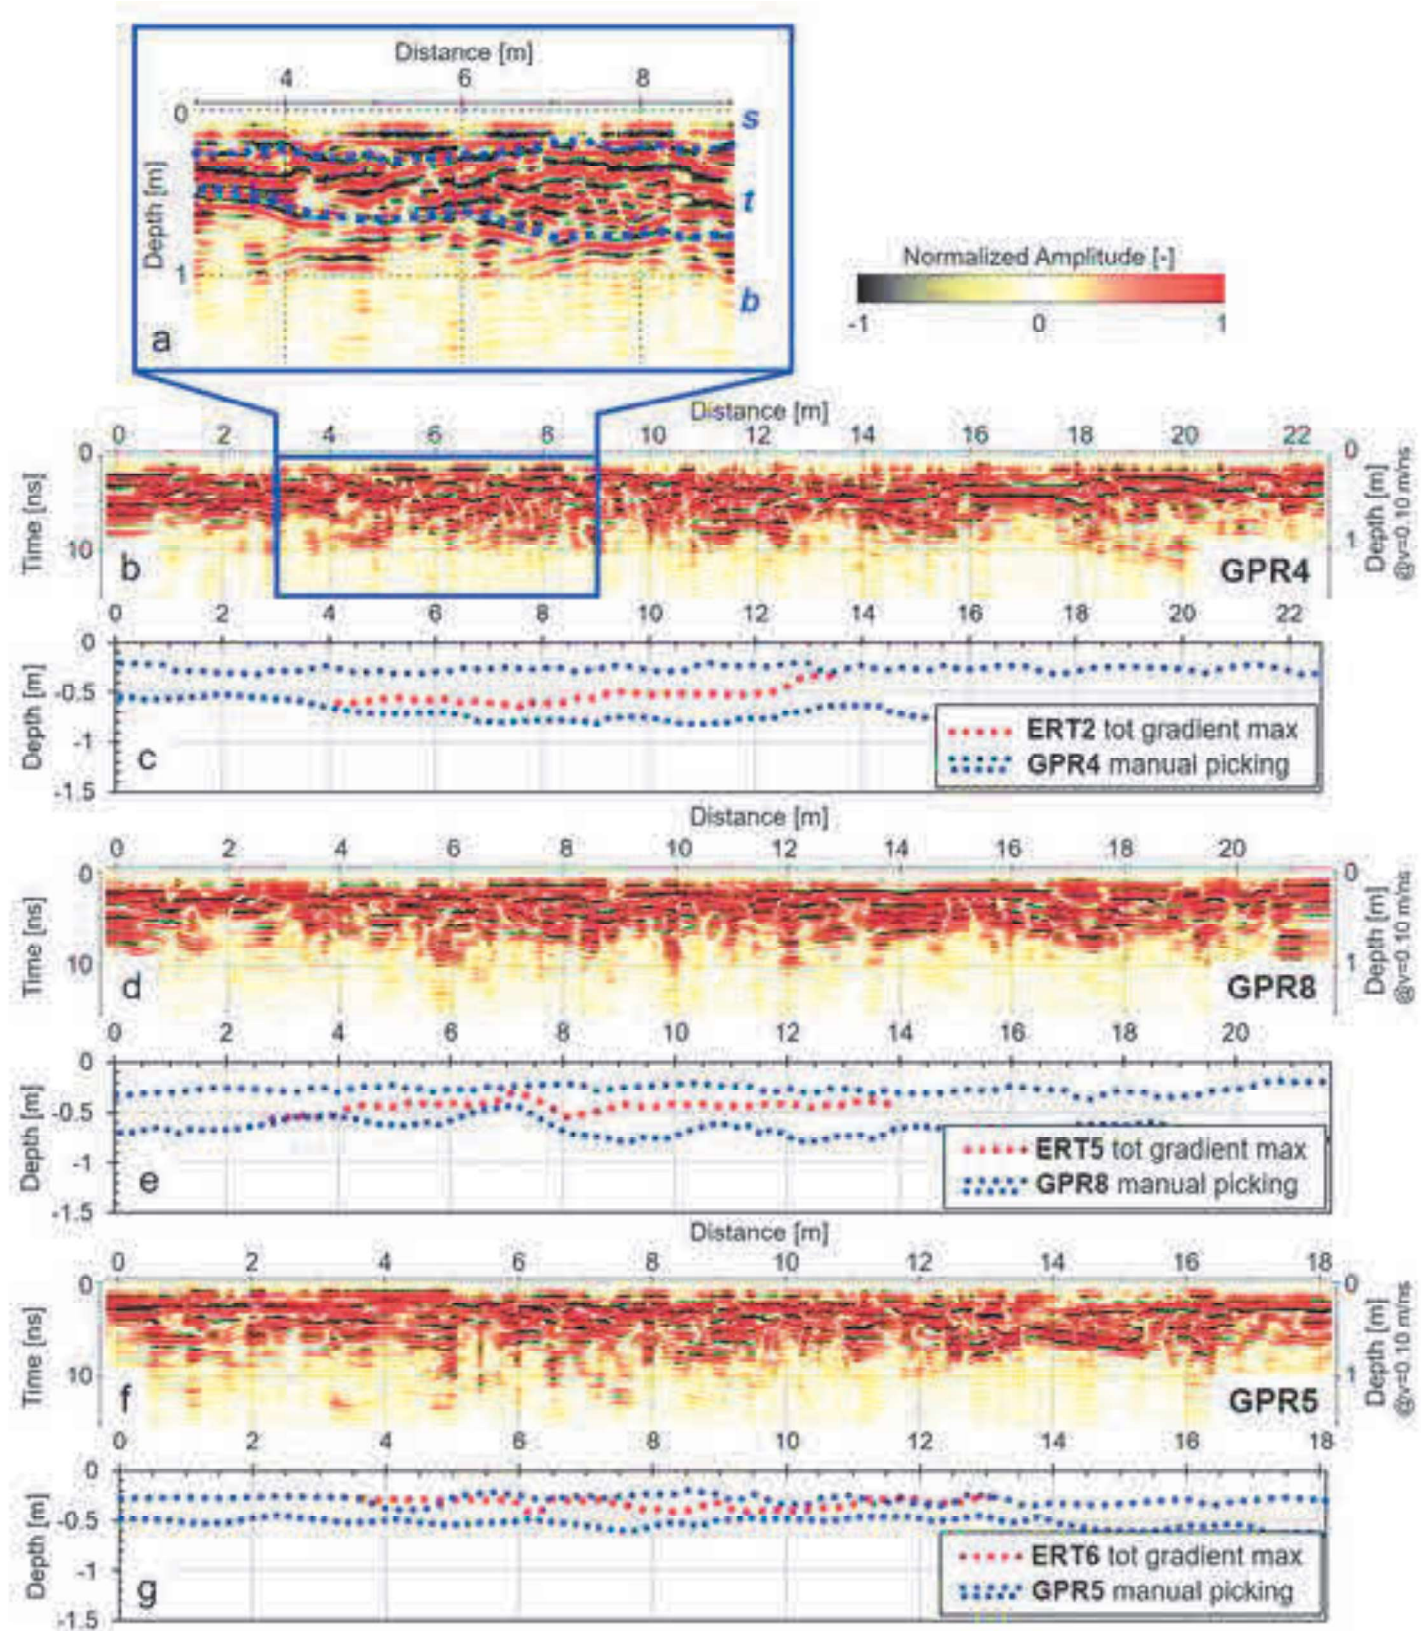 Distance [m]
4 6 8
0
s
Depth [m]
t
1
b
a
Normalized Amplitude [-]
-1 0 1
Distance [m]
0 2 4 6 8 10 12 14 16 18 20 22
0 0
Time [ns]
10 1
Depth [m]
@v=0.10 m/ns
b
GPR4
0 2 4 6 8 10 12 14 16 18 20 22
0
-0.5
-1
-1.5
Depth [m]
c
ERT2 tot gradient max
GPR4 manual picking
Distance [m]
0 2 4 6 8 10 12 14 16 18 20
0 0
Time [ns]
10 1
Depth [m]
@v=0.10 m/ns
d
GPR8
0 2 4 6 8 10 12 14 16 18 20
0
-0.5
-1
-1.5
Depth [m]
e
ERT5 tot gradient max
GPR8 manual picking
Distance [m]
0 2 4 6 8 10 12 14 16 18
0 0
Time [ns]
10 1
Depth [m]
@v=0.10 m/ns
f
GPR5
0 2 4 6 8 10 12 14 16 18
0
-0.5
-1
-1.5
Depth [m]
g
ERT6 tot gradient max
GPR5 manual picking